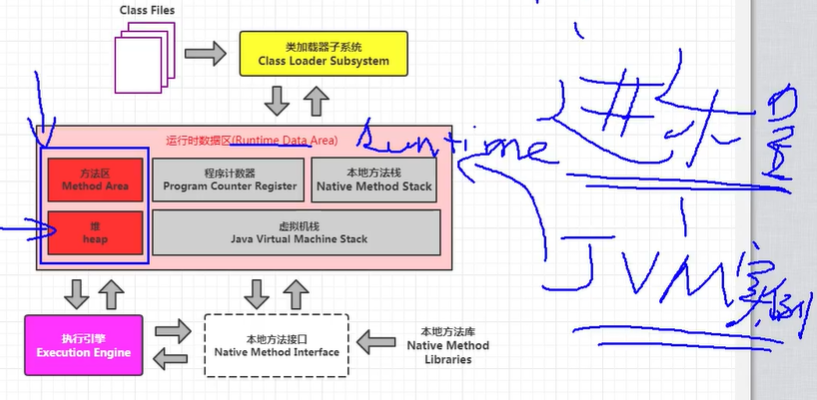 Class Files
类加载器子系统
Class Loader Subsystem
运行时数据区(Runtime Data Area)
Runtime
方法区
Method Area
程序计数器
Program Counter Register
本地方法栈
Native Method Stack
堆
heap
虚拟机栈
Java Virtual Machine Stack
JVM实例
执行引擎
Execution Engine
本地方法接口
Native Method Interface
本地方法库
Native Method
Libraries